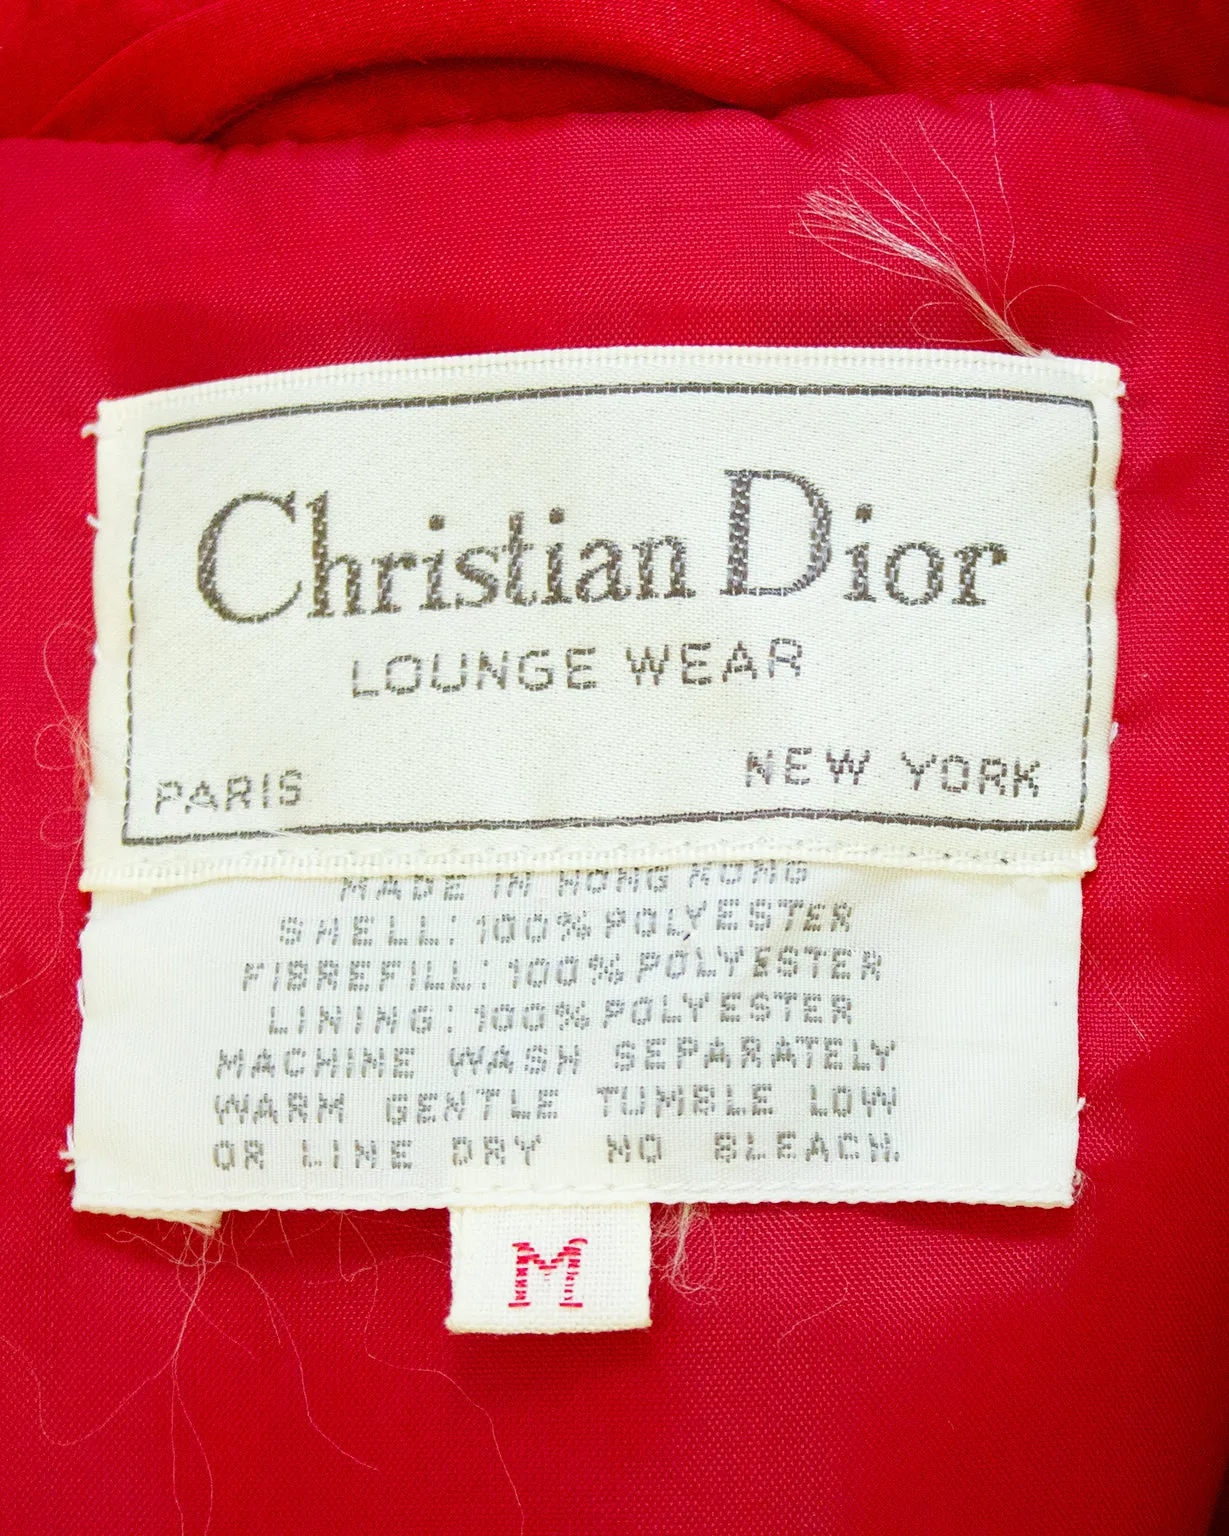 Christian Dior
LOUNGE WEAR
PARIS
NEW YORK
MADE IN HONG KONG
SHELL: 100% POLYESTER
FIBREFILL: 100% POLYESTER
LINING: 100% POLYESTER
MACHINE WASH SEPARATELY
WARM GENTLE TUMBLE LOW
OR LINE DRY NO BLEACH.
M